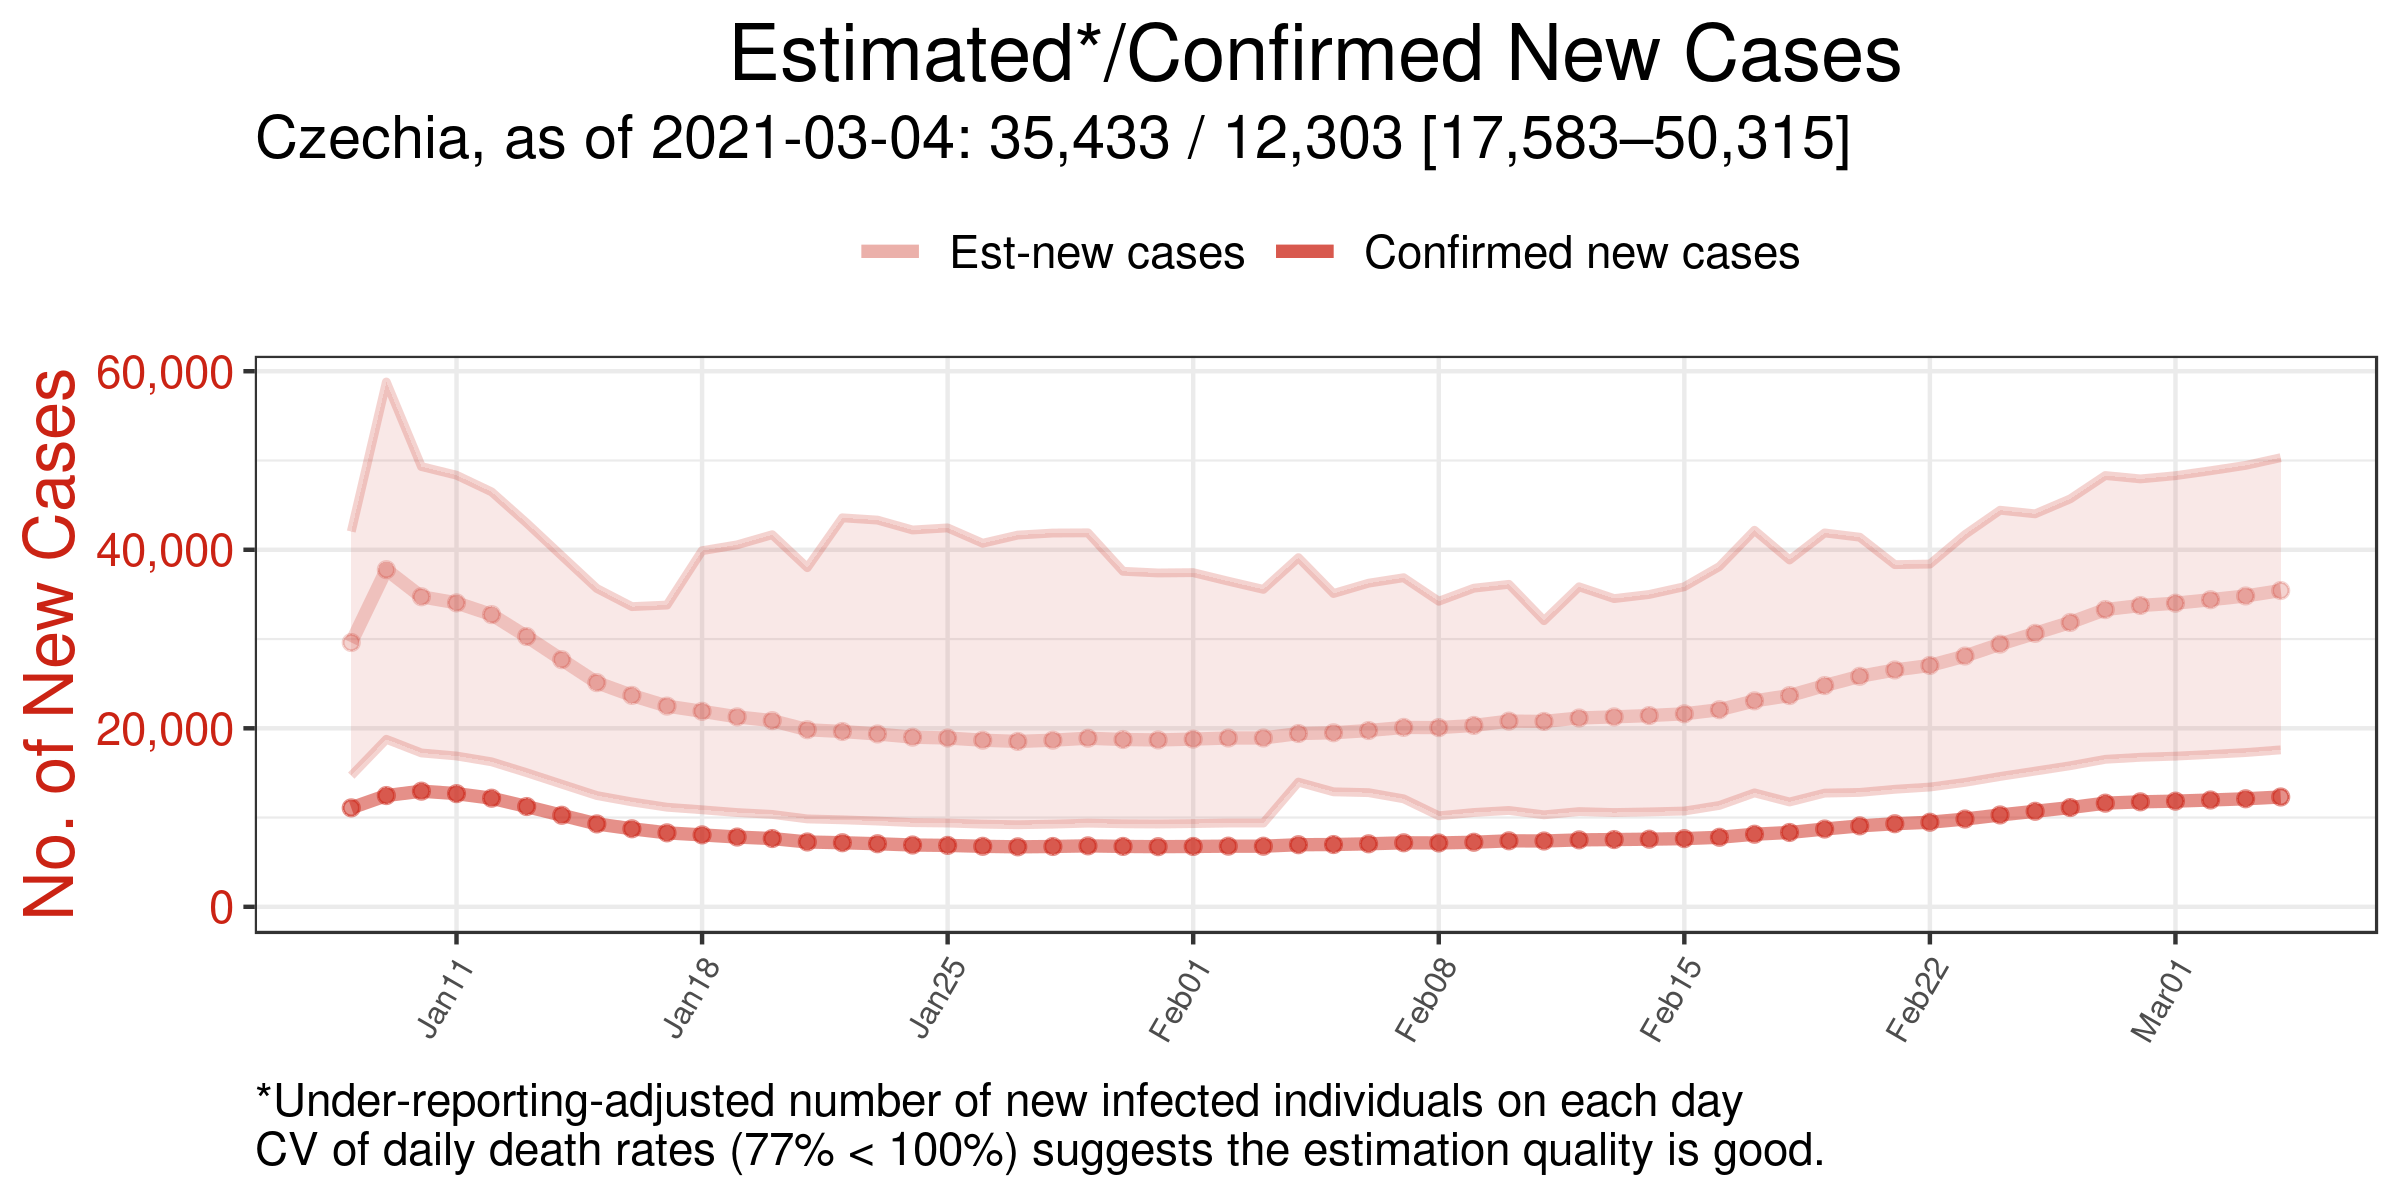 Estimated*/Confirmed New Cases
Czechia, as of 2021-03-04: 35,433 / 12,303 [17,583–50,315]
Est-new cases Confirmed new cases
No. of New Cases
60,000
40,000
20,000
0
Jan11 Jan18 Jan25 Feb01 Feb08 Feb15 Feb22 Mar01
*Under-reporting-adjusted number of new infected individuals on each day
CV of daily death rates (77% < 100%) suggests the estimation quality is good.